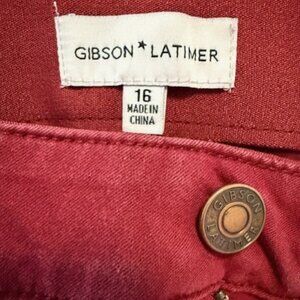 GIBSON★LATIMER
16
MADE IN
CHINA
GIBSON
LATIMER